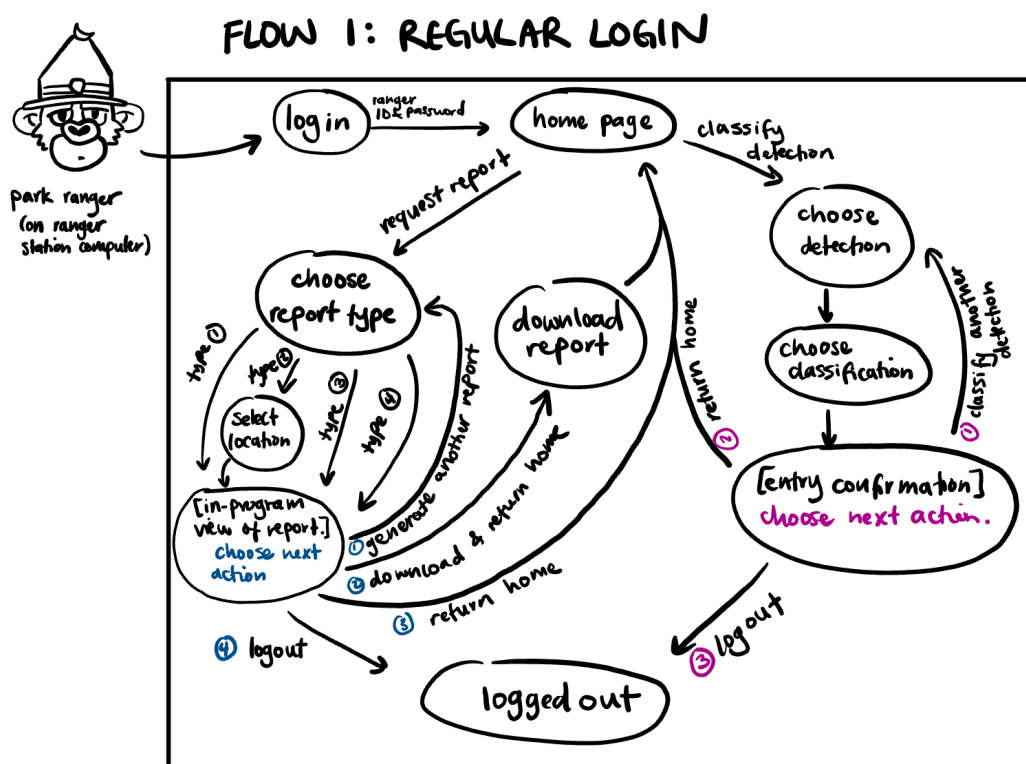 FLOW 1: REGULAR LOGIN
park ranger
(on ranger
station computer)
login
ranger
ID & password
home page
classify
detection
request report
choose
detection
choose
report type
download
report
choose
classification
type ①
type ②
type ③
type ④
select
location
① generate another report
② download & return home
③ return home
② return home
① classify another
detection
[in-program
view of report.]
choose next
action
[entry confirmation]
choose next action.
④ logout
③ logout
logged out